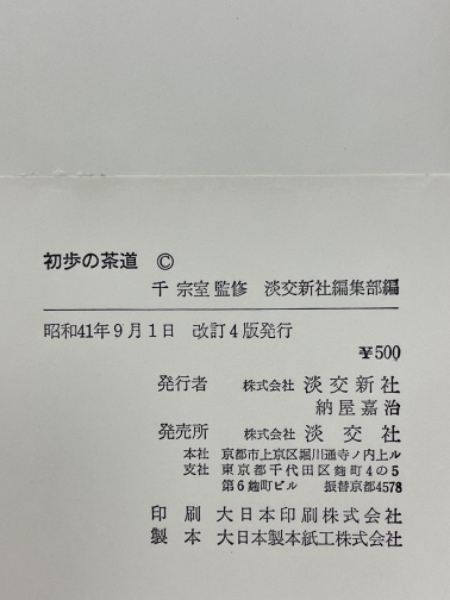 初歩の茶道 ©
千 宗室 監修 淡交新社編集部編
昭和41年9月1日 改訂4版発行
¥500
発行者 株式会社 淡交新社
納屋嘉治
発売所 株式会社 淡交社
本社 京都市上京区堀川通寺ノ内上ル
支社 東京都千代田区麹町4の5
第6麹町ビル 振替京都4578
印刷 大日本印刷株式会社
製本 大日本製本紙工株式会社